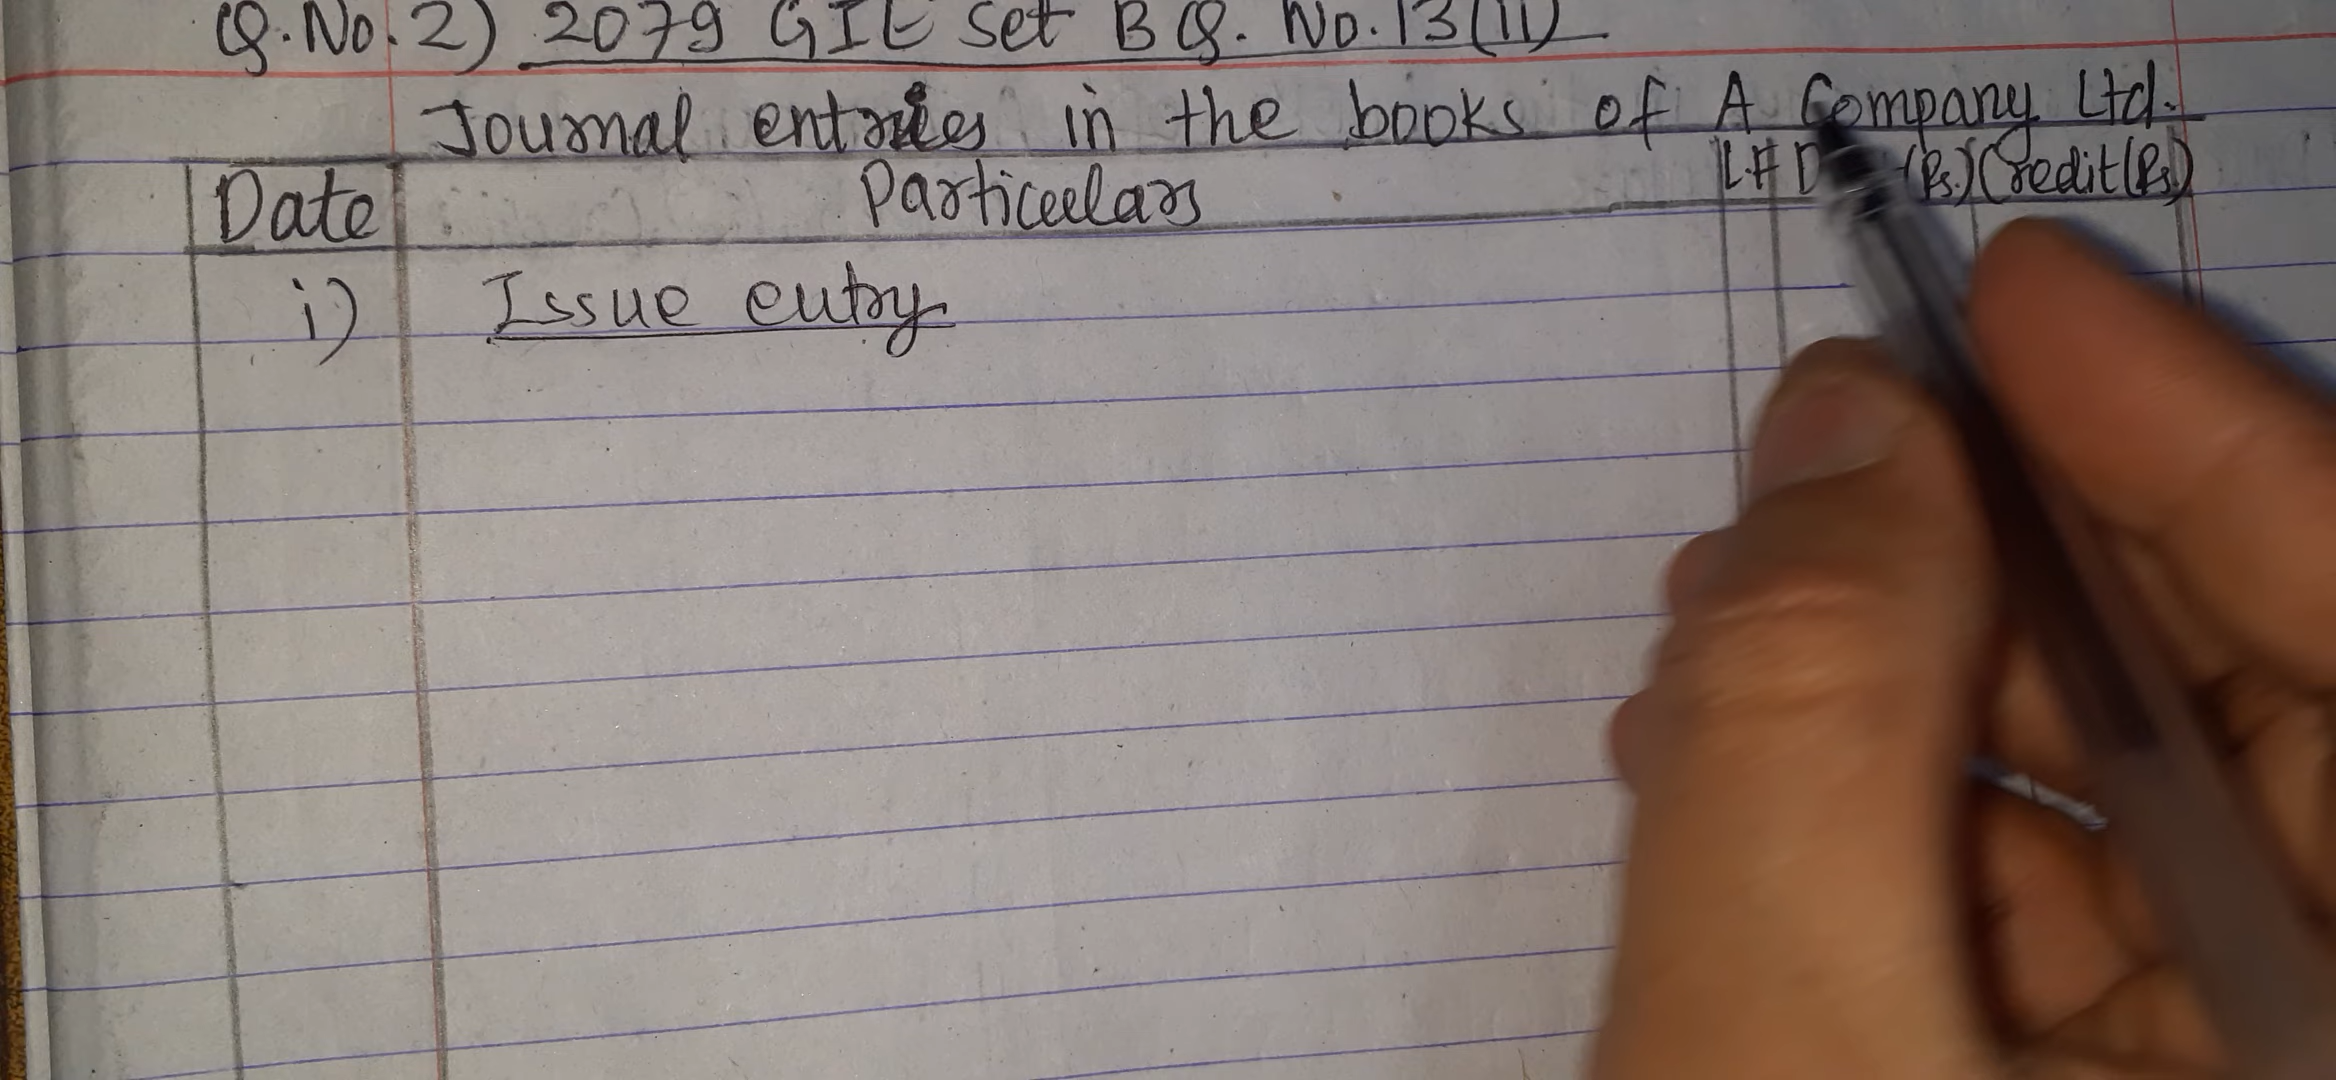 Q.No.2) 2079 GIE Set B Q. No.13(11)
Journal entries in the books of A Company Ltd.
Date Particulars L.F D (Rs.) Credit(Rs.)
i) Issue entry